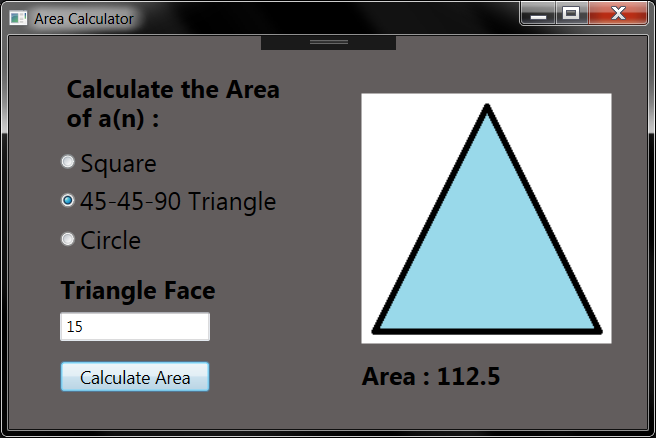 Area Calculator
Calculate the Area
of a(n) :
Square
45-45-90 Triangle
Circle
Triangle Face
15
Calculate Area
Area : 112.5